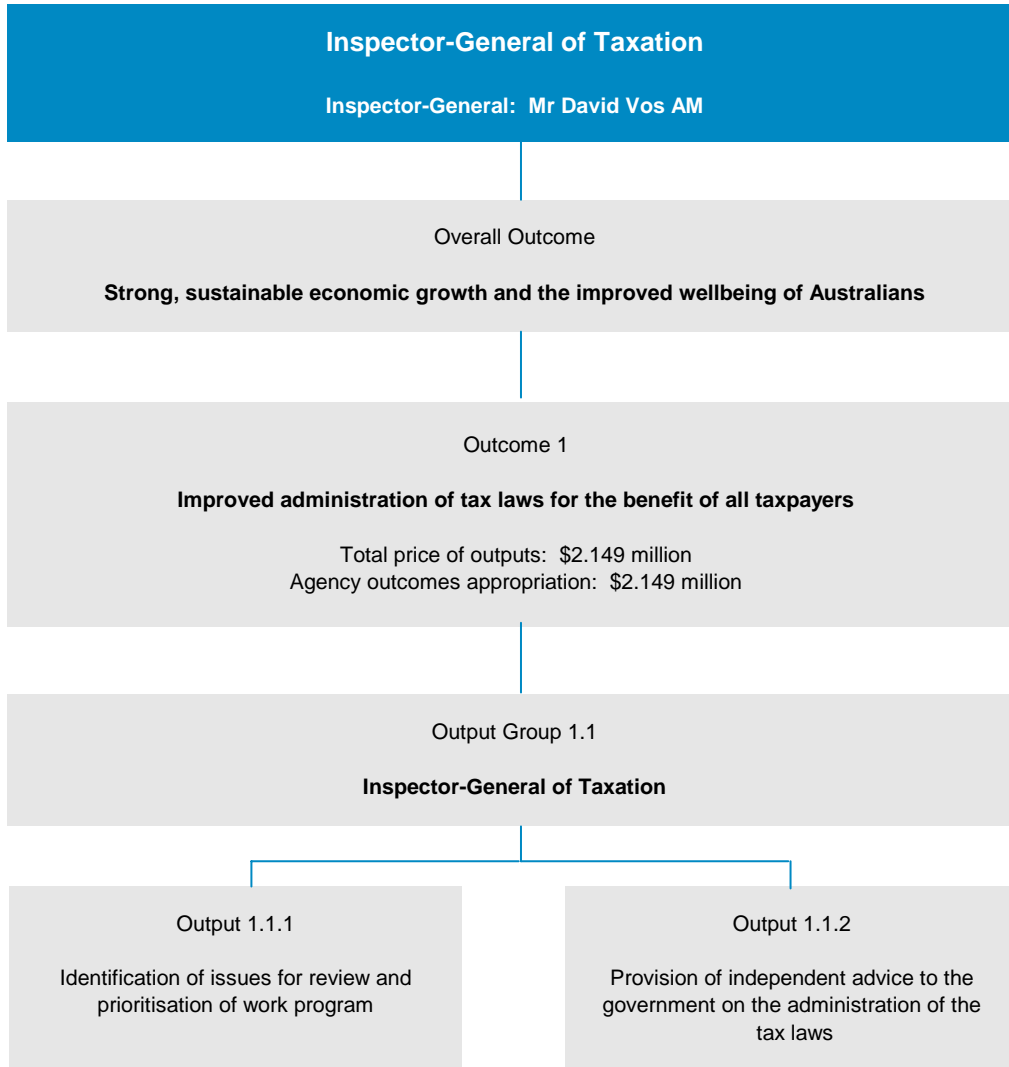 Inspector-General of Taxation
Inspector-General: Mr David Vos AM
Overall Outcome
Strong, sustainable economic growth and the improved wellbeing of Australians
Outcome 1
Improved administration of tax laws for the benefit of all taxpayers
Total price of outputs: $2.149 million
Agency outcomes appropriation: $2.149 million
Output Group 1.1
Inspector-General of Taxation
Output 1.1.1
Identification of issues for review and
prioritisation of work program
Output 1.1.2
Provision of independent advice to the
government on the administration of the
tax laws